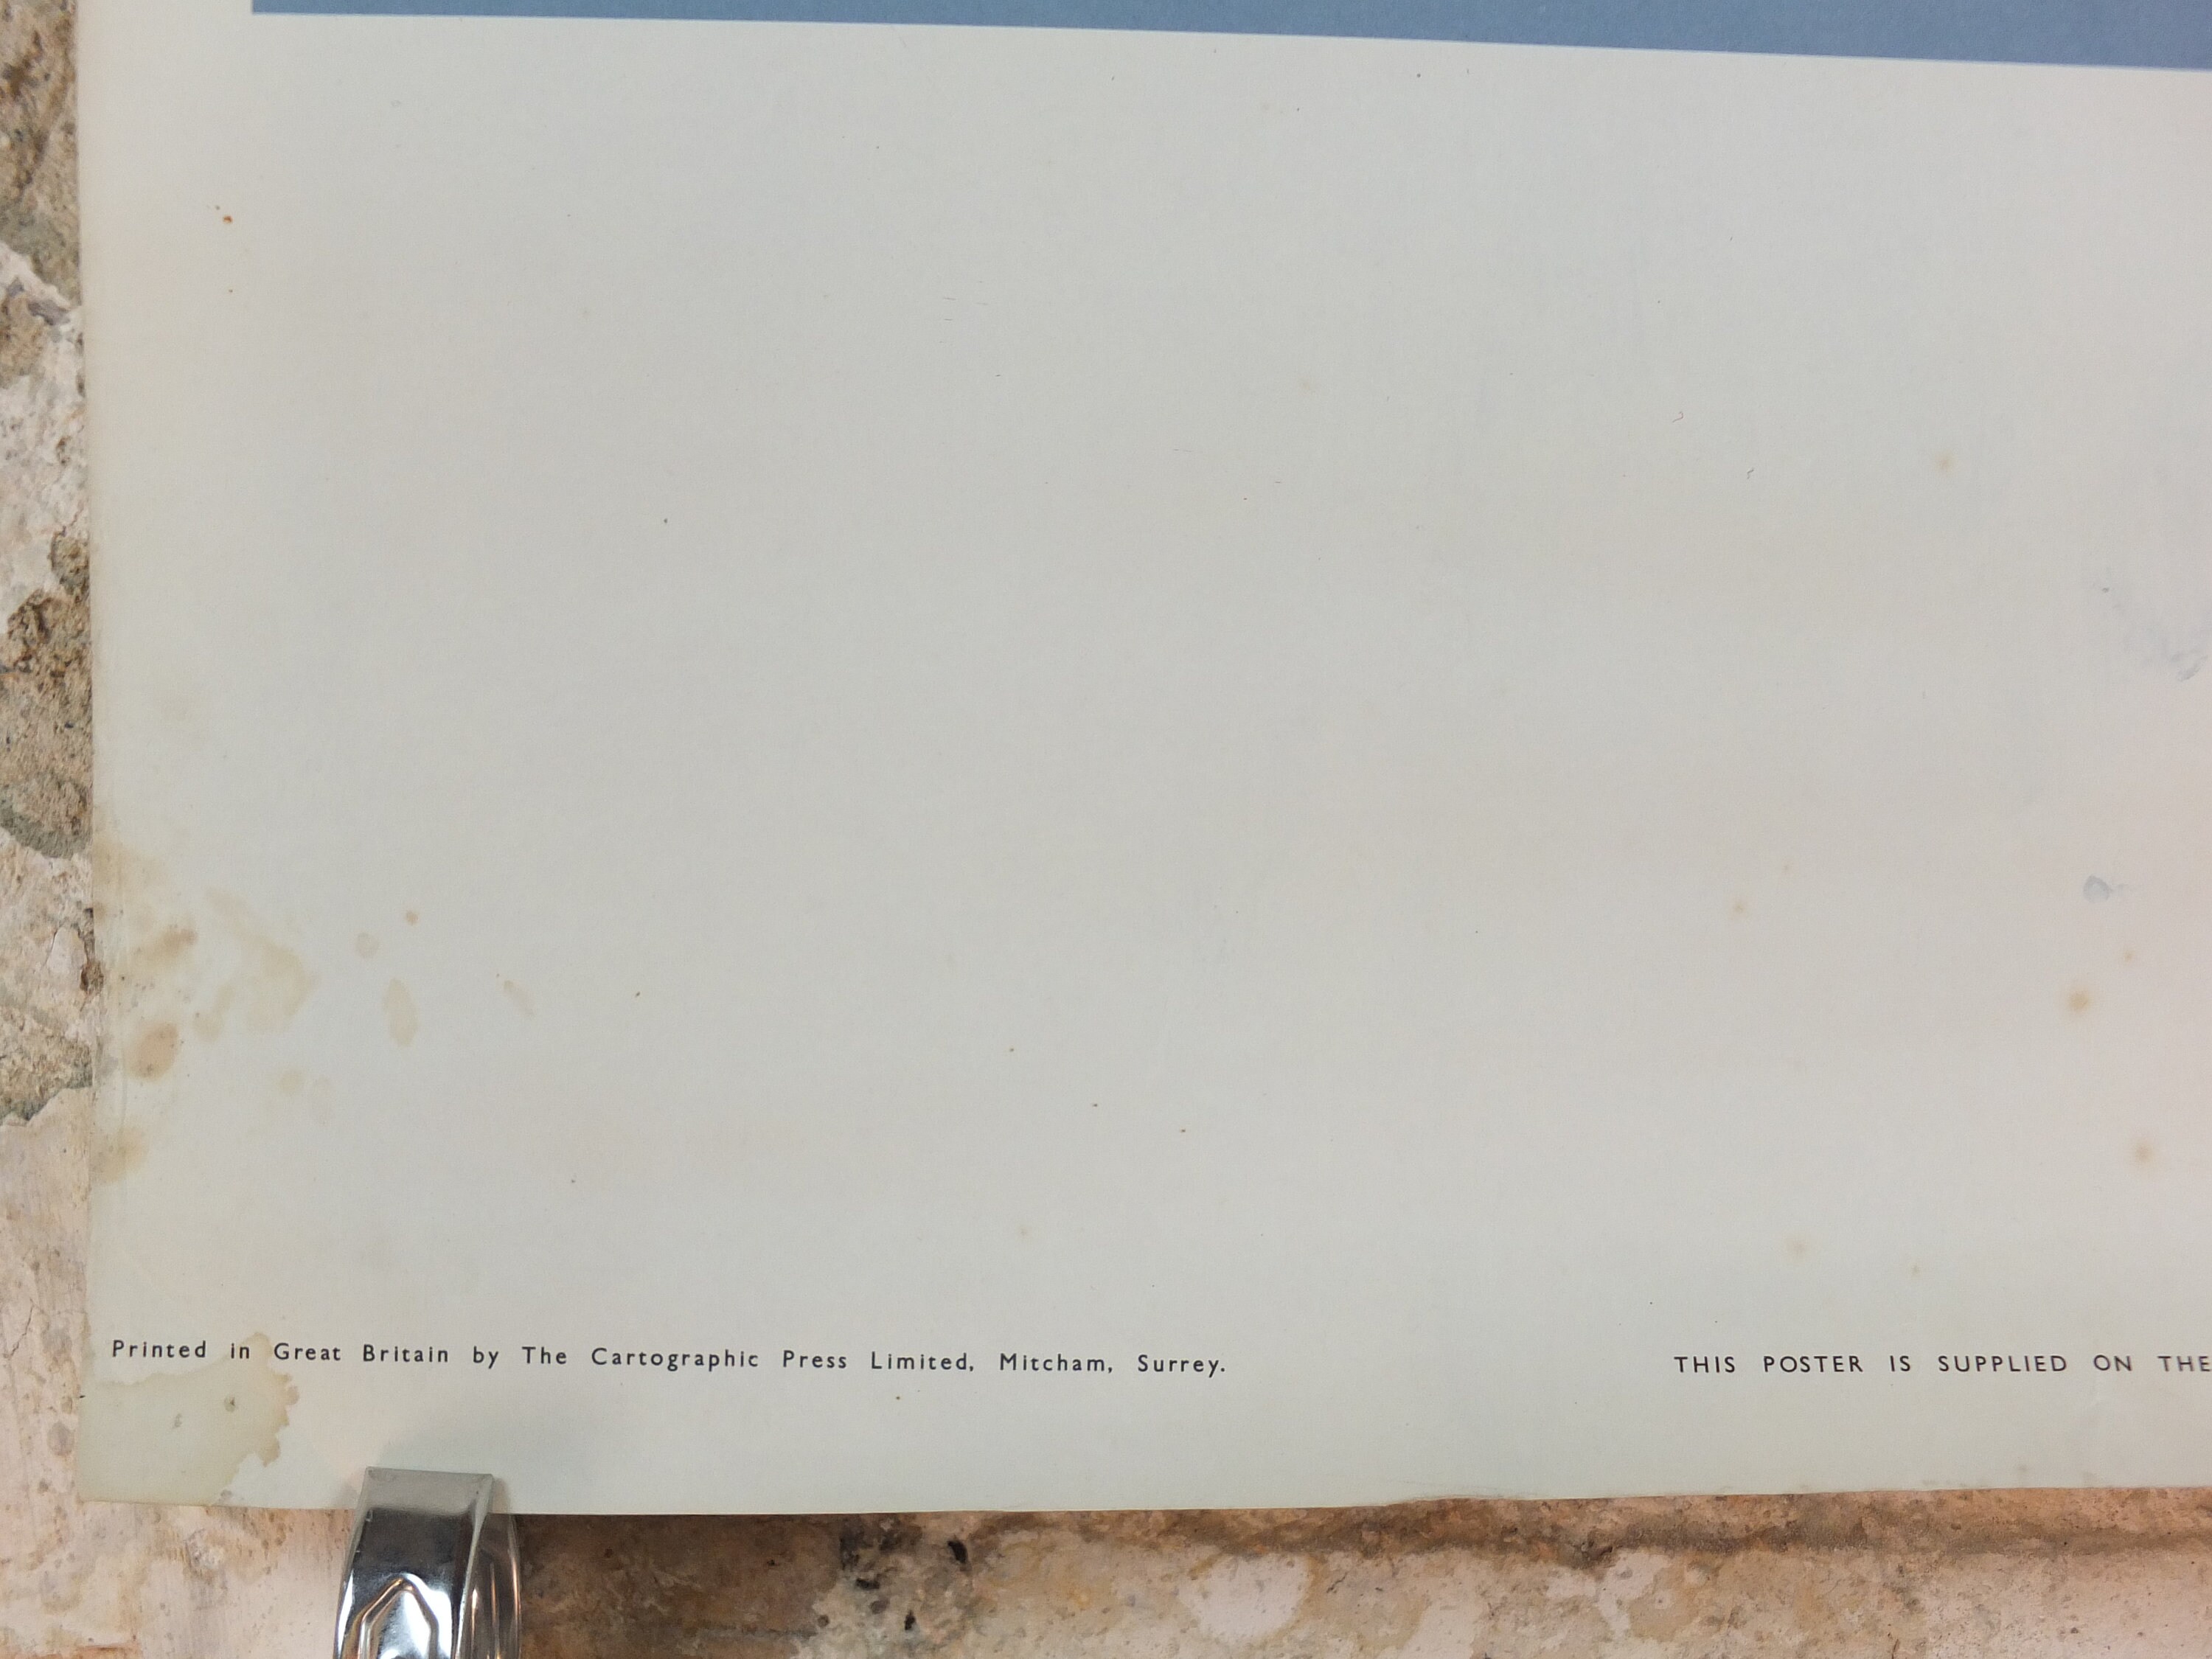 Printed in Great Britain by The Cartographic Press Limited, Mitcham, Surrey.
THIS POSTER IS SUPPLIED ON THE